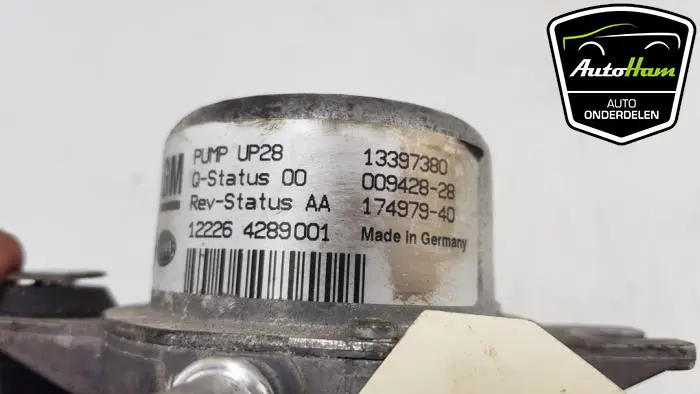 AutoHam
AUTO
ONDERDELEN
GM
PUMP UP28 13397380
Q-Status 00 009428-28
Rev-Status AA 174979-40
12226 4289001 Made in Germany